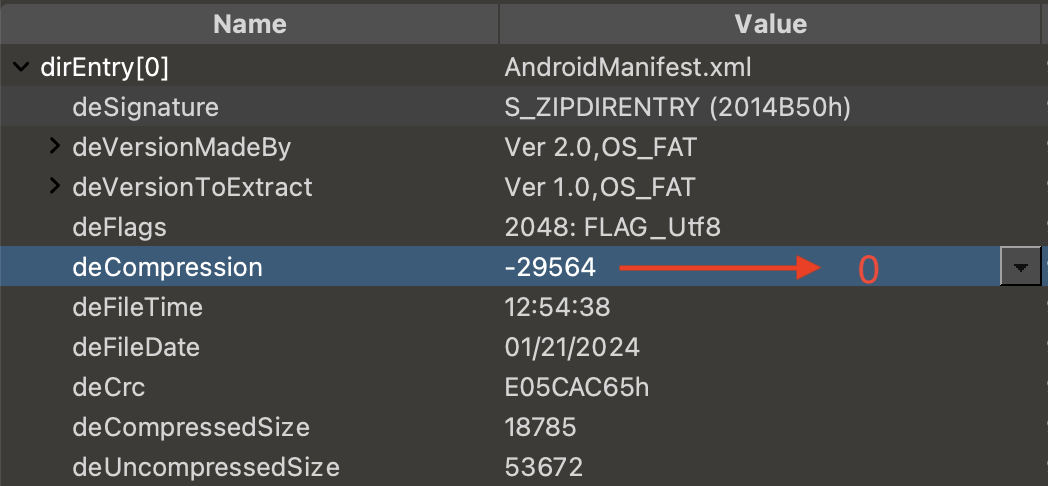 Name Value
dirEntry[0] AndroidManifest.xml
deSignature S_ZIPDIRENTRY (2014B50h)
deVersionMadeBy Ver 2.0,OS_FAT
deVersionToExtract Ver 1.0,OS_FAT
deFlags 2048: FLAG_Utf8
deCompression -29564 0
deFileTime 12:54:38
deFileDate 01/21/2024
deCrc E05CAC65h
deCompressedSize 18785
deUncompressedSize 53672